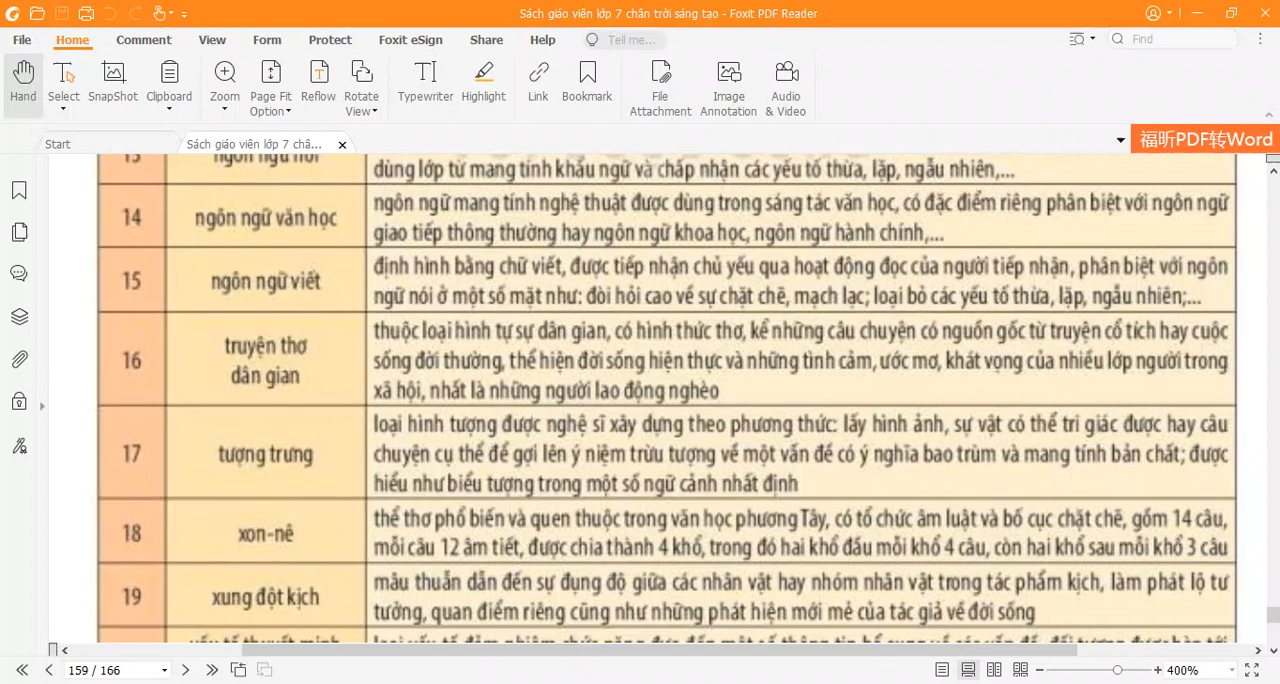 Sách giáo viên lớp 7 chân trời sáng tạo - Foxit PDF Reader
File Home Comment View Form Protect Foxit eSign Share Help Tell me... Find
Hand Select SnapShot Clipboard Zoom Page Fit Option Reflow Rotate View Typewriter Highlight Link Bookmark File Attachment Image Annotation Audio & Video
Start Sách giáo viên lớp 7 châ... 福昕PDF转Word
13 ngôn ngữ nói
dùng lớp từ mang tính khẩu ngữ và chấp nhận các yếu tố thừa, lặp, ngẫu nhiên,...
14 ngôn ngữ văn học
ngôn ngữ mang tính nghệ thuật được dùng trong sáng tác văn học, có đặc điểm riêng phân biệt với ngôn ngữ
giao tiếp thông thường hay ngôn ngữ khoa học, ngôn ngữ hành chính,...
15 ngôn ngữ viết
định hình bằng chữ viết, được tiếp nhận chủ yếu qua hoạt động đọc của người tiếp nhận, phân biệt với ngôn
ngữ nói ở một số mặt như: đòi hỏi cao về sự chặt chẽ, mạch lạc; loại bỏ các yếu tố thừa, lặp, ngẫu nhiên;...
16 truyện thơ
dân gian
thuộc loại hình tự sự dân gian, có hình thức thơ, kể những câu chuyện có nguồn gốc từ truyện cổ tích hay cuộc
sống đời thường, thể hiện đời sống hiện thực và những tình cảm, ước mơ, khát vọng của nhiều lớp người trong
xã hội, nhất là những người lao động nghèo
17 tượng trưng
loại hình tượng được nghệ sĩ xây dựng theo phương thức: lấy hình ảnh, sự vật có thể tri giác được hay câu
chuyện cụ thể để gợi lên ý niệm trừu tượng về một vấn đề có ý nghĩa bao trùm và mang tính bản chất; được
hiểu như biểu tượng trong một số ngữ cảnh nhất định
18 xon-nê
thể thơ phổ biến và quen thuộc trong văn học phương Tây, có tổ chức âm luật và bố cục chặt chẽ, gồm 14 câu,
mỗi câu 12 âm tiết, được chia thành 4 khổ, trong đó hai khổ đầu mỗi khổ 4 câu, còn hai khổ sau mỗi khổ 3 câu
19 xung đột kịch
mâu thuẫn dẫn đến sự đụng độ giữa các nhân vật hay nhóm nhân vật trong tác phẩm kịch, làm phát lộ tư
tưởng, quan điểm riêng cũng như những phát hiện mới mẻ của tác giả về đời sống
159 / 166 400%